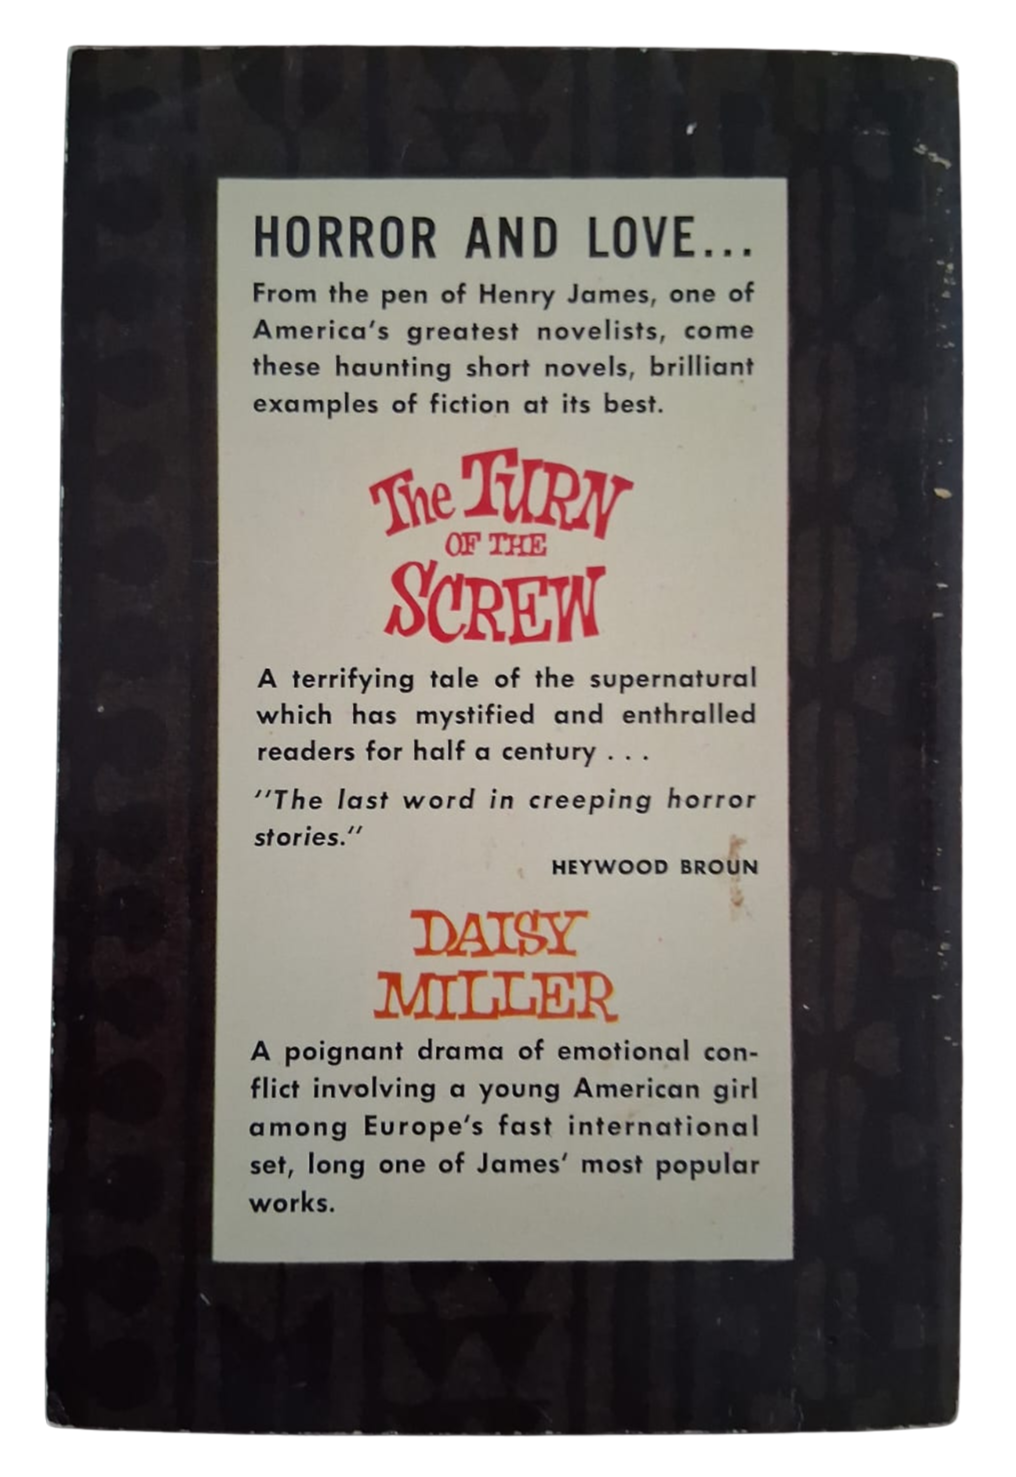 HORROR AND LOVE...
From the pen of Henry James, one of
America's greatest novelists, come
these haunting short novels, brilliant
examples of fiction at its best.
The TURN
OF THE
SCREW
A terrifying tale of the supernatural
which has mystified and enthralled
readers for half a century . . .
"The last word in creeping horror
stories."
HEYWOOD BROUN
DAISY
MILLER
A poignant drama of emotional con-
flict involving a young American girl
among Europe's fast international
set, long one of James' most popular
works.